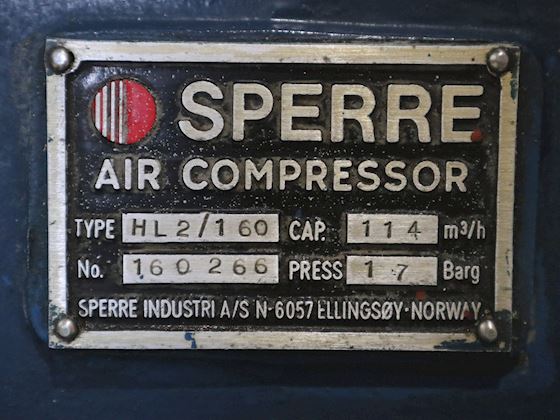 SPERRE
AIR COMPRESSOR
TYPE HL2/160 CAP. 114 m³/h
No. 160266 PRESS 17 Barg
SPERRE INDUSTRI A/S N-6057 ELLINGSØY·NORWAY